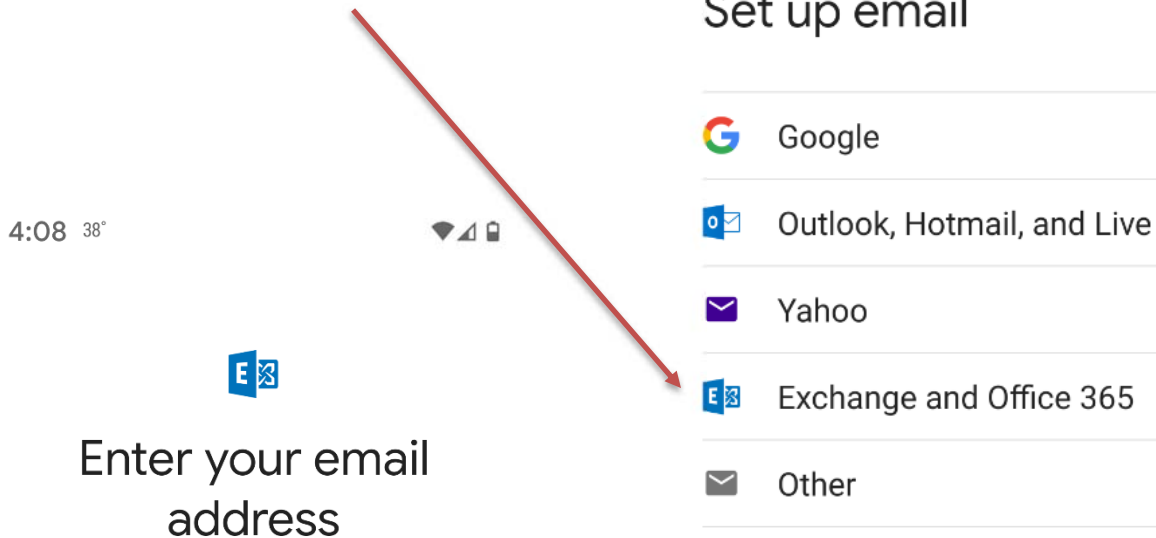 Set up email
Google
Outlook, Hotmail, and Live
Yahoo
Exchange and Office 365
Other
4:08 38°
Enter your email
address